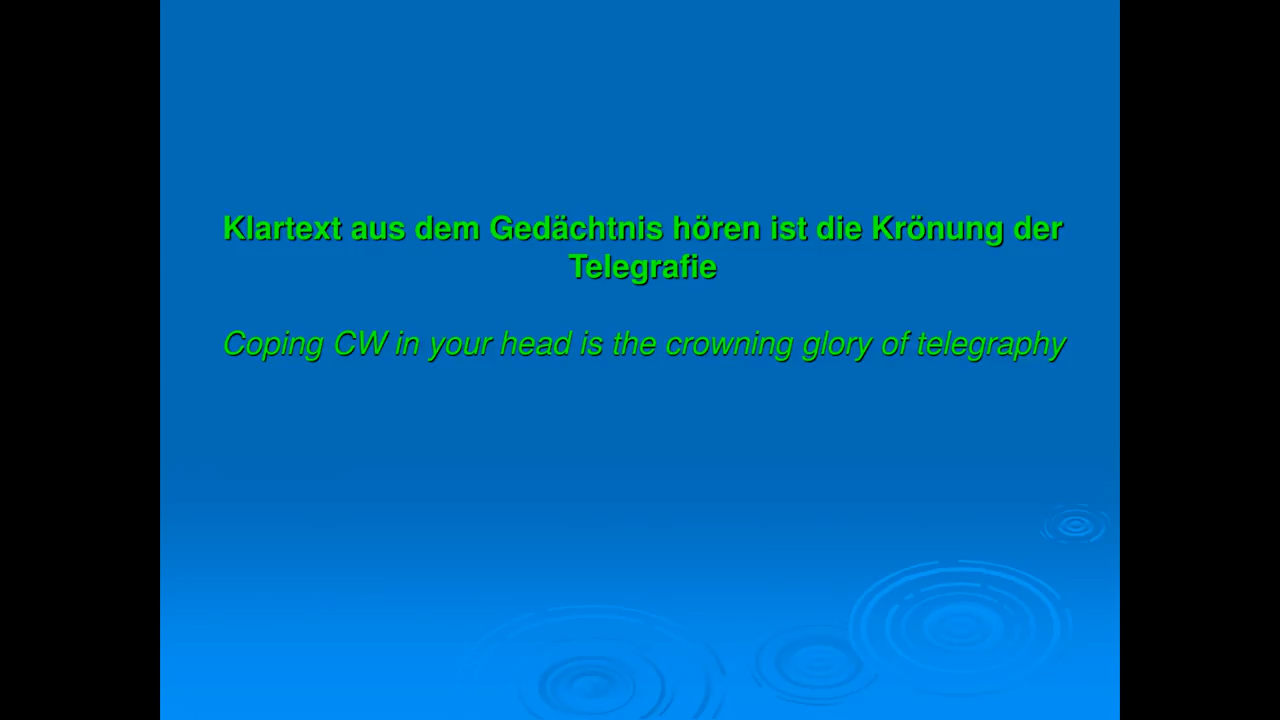 Klartext aus dem Gedächtnis hören ist die Krönung der
Telegrafie
Coping CW in your head is the crowning glory of telegraphy